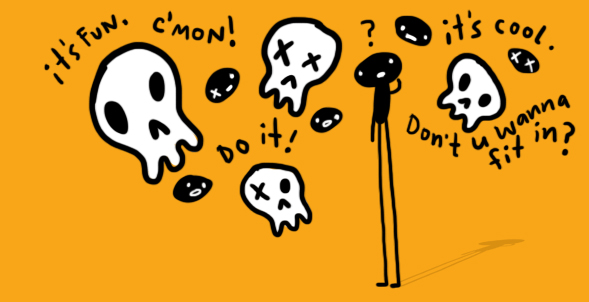 it's FUN.
C'MON!
?
it's cool.
DO it!
Don't u wanna
fit in?